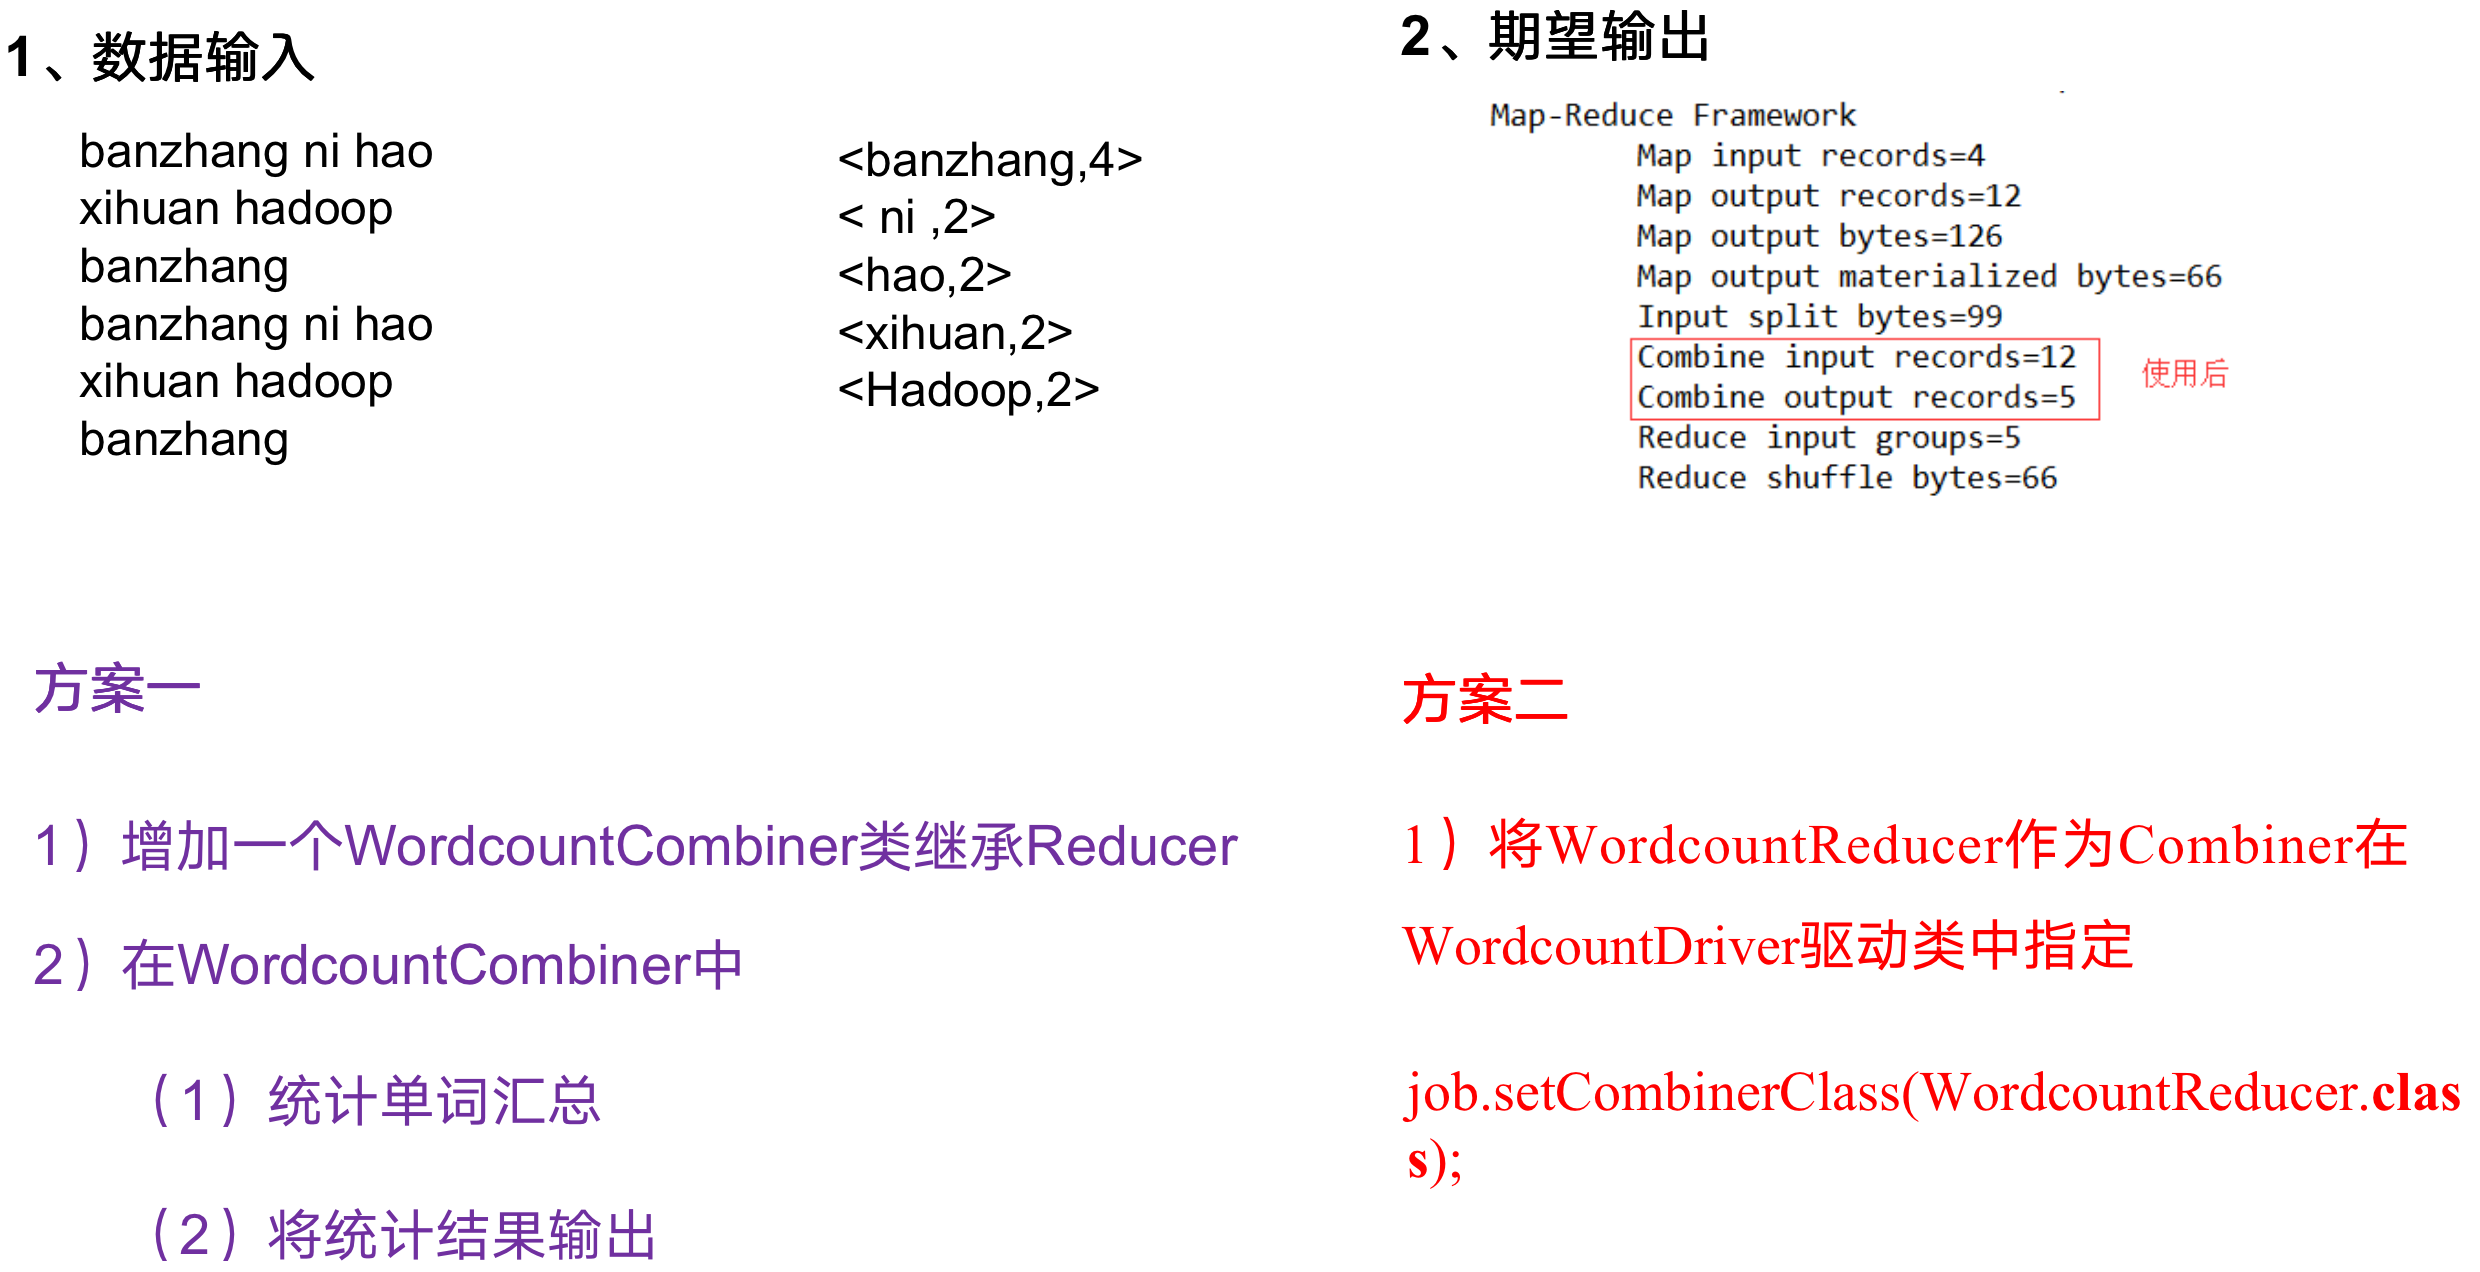 1、数据输入
banzhang ni hao
xihuan hadoop
banzhang
banzhang ni hao
xihuan hadoop
banzhang
<banzhang,4>
< ni ,2>
<hao,2>
<xihuan,2>
<Hadoop,2>
2、期望输出
Map-Reduce Framework
Map input records=4
Map output records=12
Map output bytes=126
Map output materialized bytes=66
Input split bytes=99
Combine input records=12
Combine output records=5
使用后
Reduce input groups=5
Reduce shuffle bytes=66
方案一
1）增加一个WordcountCombiner类继承Reducer
2）在WordcountCombiner中
（1）统计单词汇总
（2）将统计结果输出
方案二
1）将WordcountReducer作为Combiner在
WordcountDriver驱动类中指定
job.setCombinerClass(WordcountReducer.clas
s);